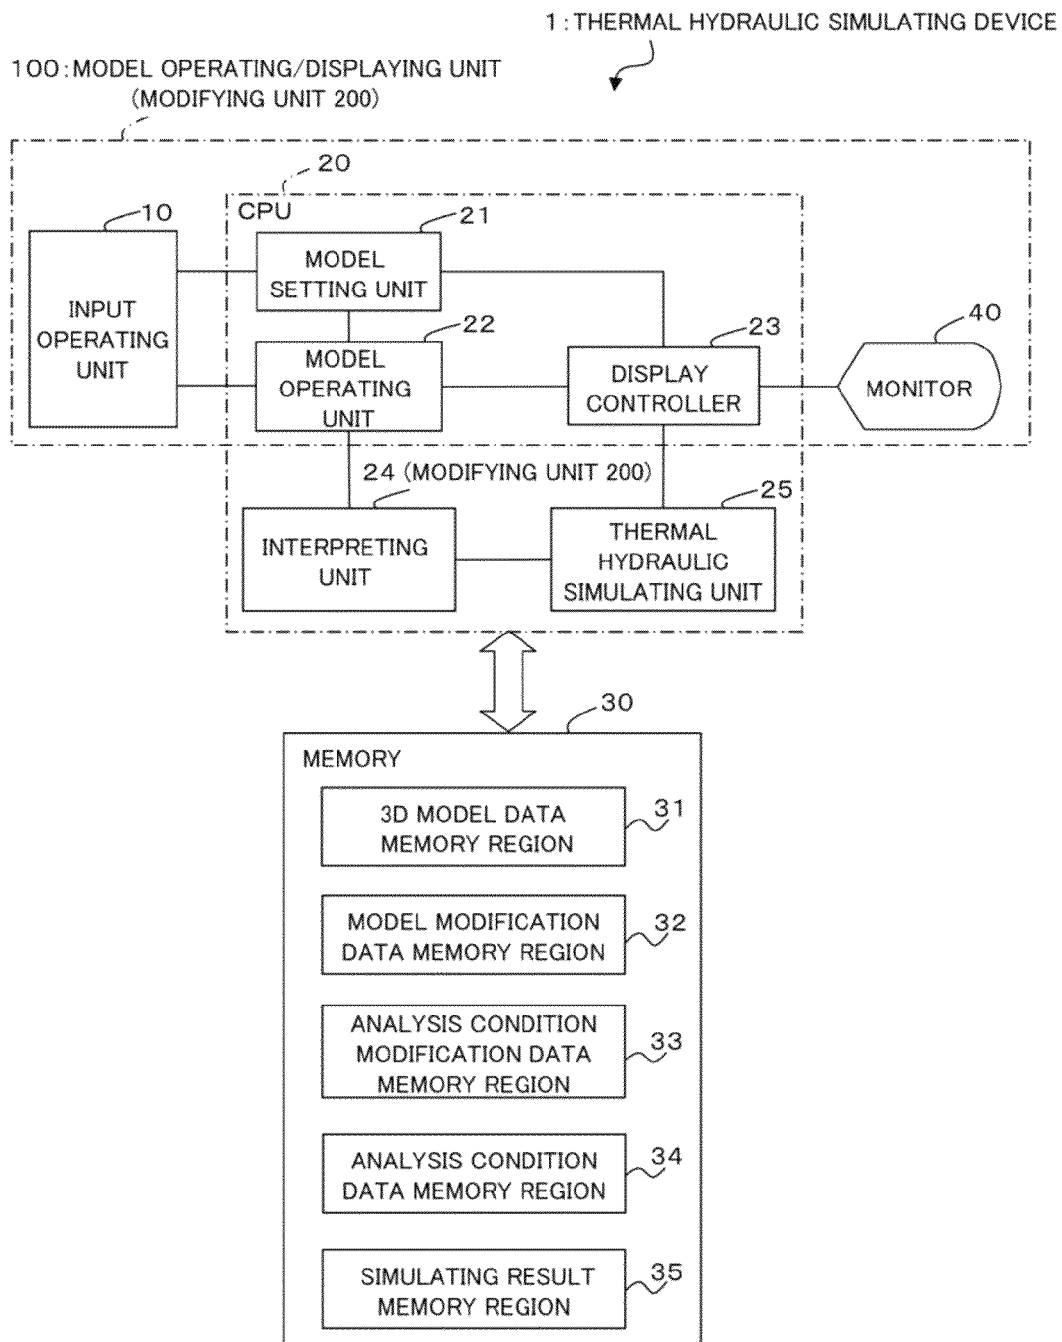 1:THERMAL HYDRAULIC SIMULATING DEVICE
100:MODEL OPERATING/DISPLAYING UNIT
(MODIFYING UNIT 200)
20
CPU
10
INPUT
OPERATING
UNIT
21
MODEL
SETTING UNIT
22
MODEL
OPERATING
UNIT
23
DISPLAY
CONTROLLER
40
MONITOR
24 (MODIFYING UNIT 200)
INTERPRETING
UNIT
25
THERMAL
HYDRAULIC
SIMULATING UNIT
30
MEMORY
3D MODEL DATA
MEMORY REGION
31
MODEL MODIFICATION
DATA MEMORY REGION
32
ANALYSIS CONDITION
MODIFICATION DATA
MEMORY REGION
33
ANALYSIS CONDITION
DATA MEMORY REGION
34
SIMULATING RESULT
MEMORY REGION
35